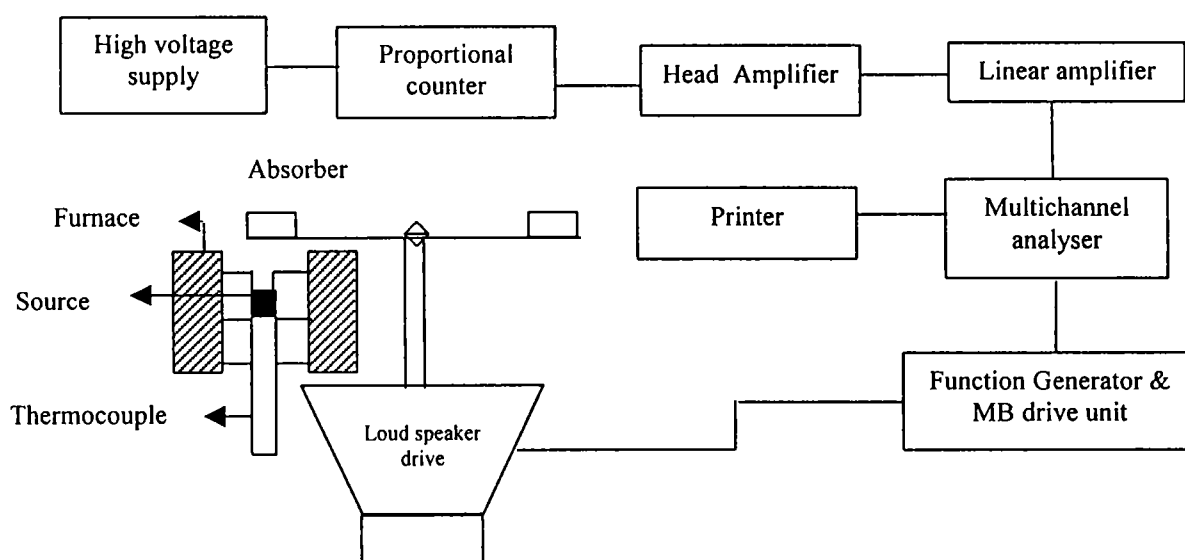 High voltage
supply
Proportional
counter
Head Amplifier
Linear amplifier
Absorber
Furnace
Printer
Multichannel
analyser
Source
Thermocouple
Loud speaker
drive
Function Generator &
MB drive unit